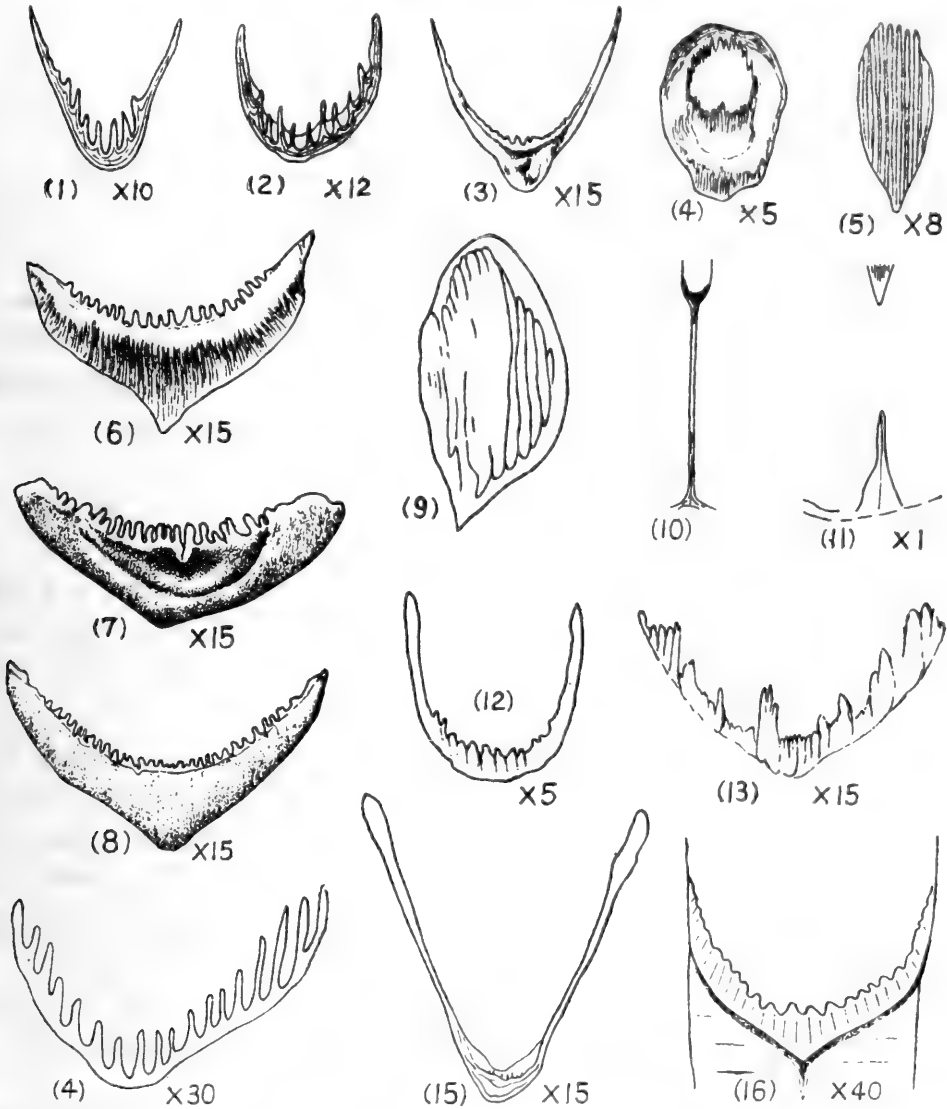 (1) X10
(2) X12
(3) X15
(4) X5
(5) X8
(6) X15
(7) X15
(8) X15
(9)
(10)
(11) X1
(12)
X5
(13) X15
(4) X30
(15) X15
(16) X40